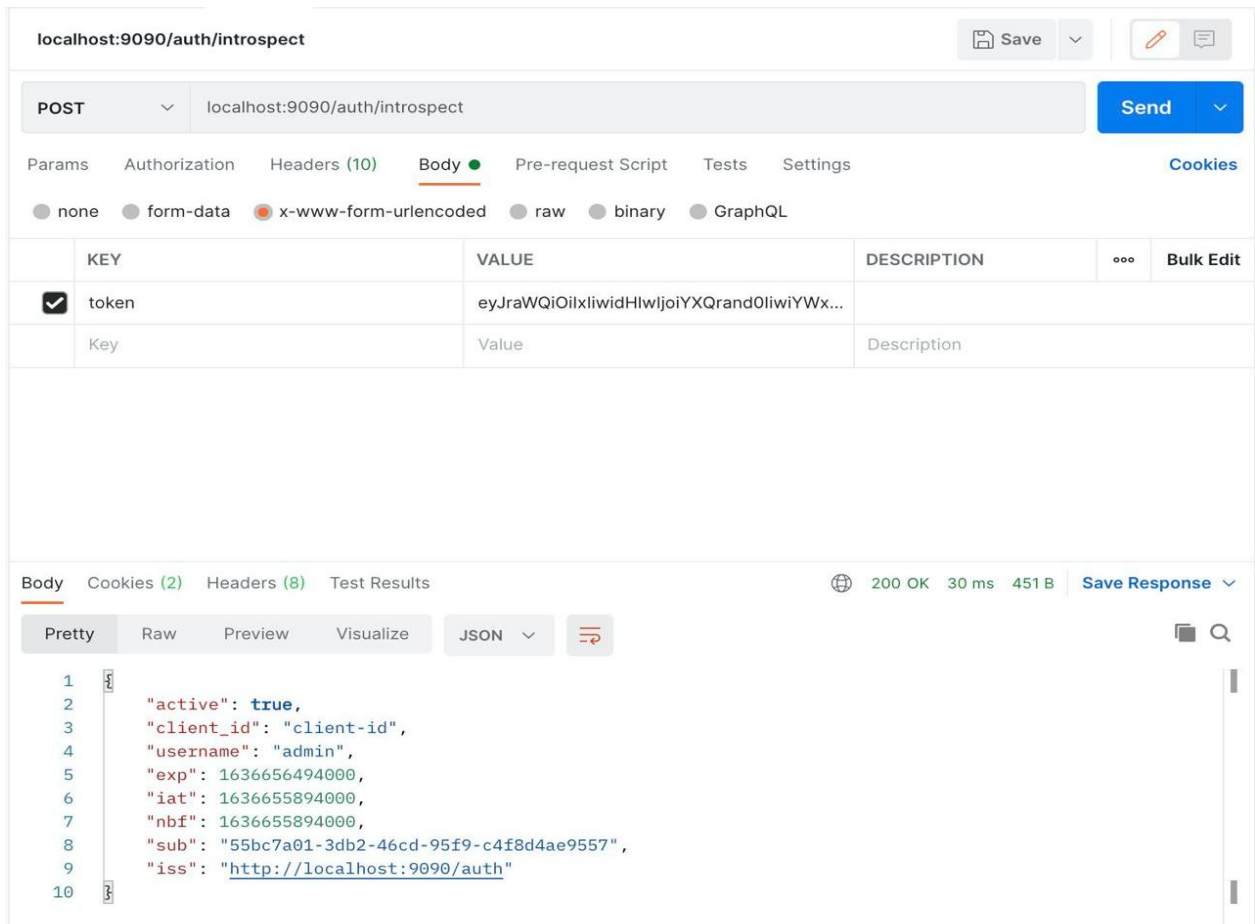 localhost:9090/auth/introspect Save
POST localhost:9090/auth/introspect Send
Params Authorization Headers (10) Body Pre-request Script Tests Settings Cookies
none form-data x-www-form-urlencoded raw binary GraphQL
KEY VALUE DESCRIPTION ooo Bulk Edit
token eyJraWQiOiIxIiwidHlwIjoiYXQrand0IiwiYWx...
Key Value Description
Body Cookies (2) Headers (8) Test Results 200 OK 30 ms 451 B Save Response
Pretty Raw Preview Visualize JSON
1 {
2 "active": true,
3 "client_id": "client-id",
4 "username": "admin",
5 "exp": 1636656494000,
6 "iat": 1636655894000,
7 "nbf": 1636655894000,
8 "sub": "55bc7a01-3db2-46cd-95f9-c4f8d4ae9557",
9 "iss": "http://localhost:9090/auth"
10 }